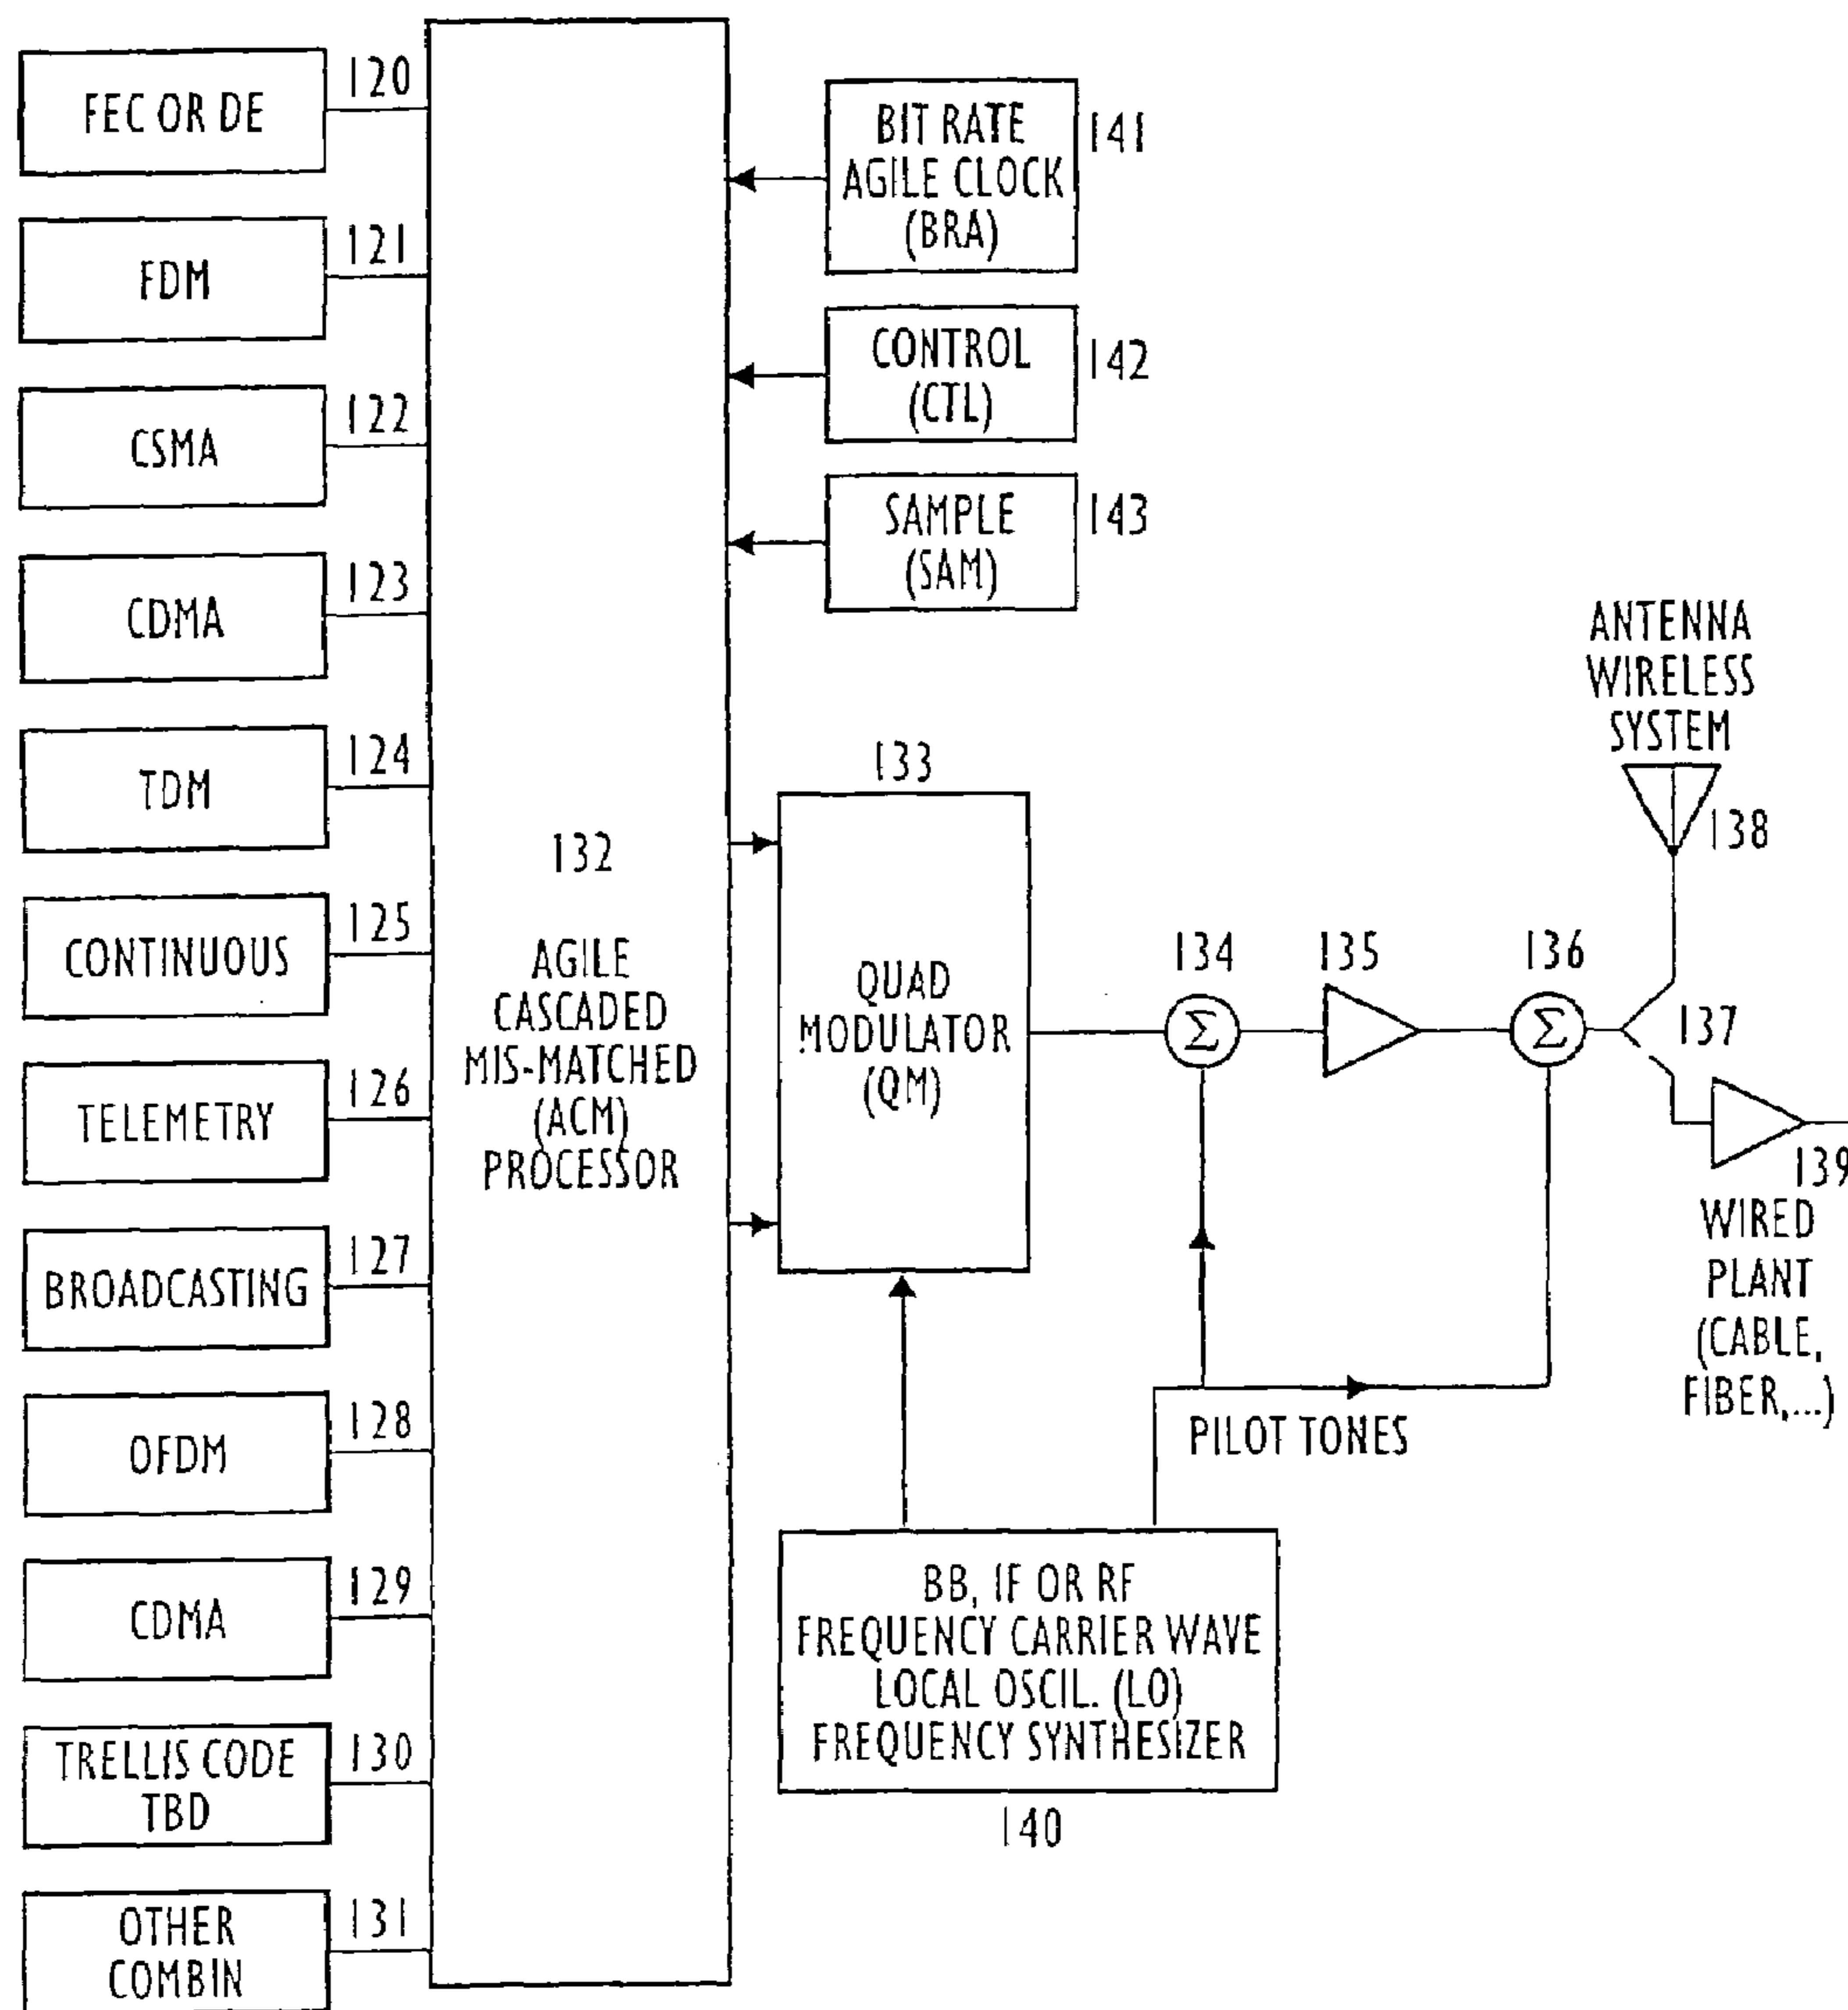 FEC OR DE
120
FDM
121
CSMA
122
CDMA
123
TDM
124
CONTINUOUS
125
TELEMETRY
126
BROADCASTING
127
OFDM
128
CDMA
129
TRELLIS CODE
TBD
130
OTHER
COMBIN
131
132
AGILE
CASCADED
MIS-MATCHED
(ACM)
PROCESSOR
BIT RATE
AGILE CLOCK
(BRA)
141
CONTROL
(CTL)
142
SAMPLE
(SAM)
143
133
QUAD
MODULATOR
(QM)
134
Σ
135
136
Σ
137
ANTENNA
WIRELESS
SYSTEM
138
139
WIRED
PLANT
(CABLE,
FIBER,...)
PILOT TONES
BB, IF OR RF
FREQUENCY CARRIER WAVE
LOCAL OSCIL. (LO)
FREQUENCY SYNTHESIZER
140